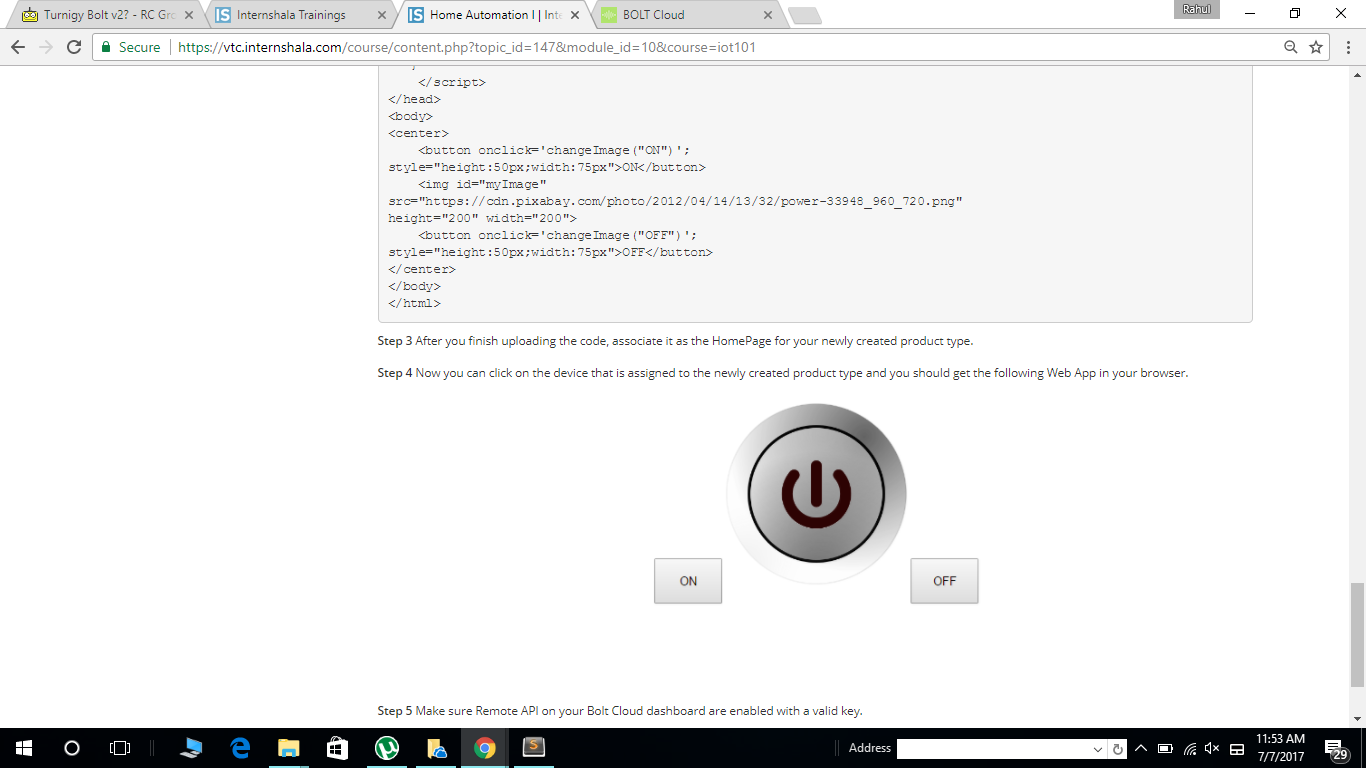 Turnigy Bolt v2? - RC Gro
Internshala Trainings
Home Automation I | Inte
BOLT Cloud
Rahul
Secure
https://vtc.internshala.com/course/content.php?topic_id=147&module_id=10&course=iot101
</script>
</head>
<body>
<center>
<button onclick='changeImage("ON")';
style="height:50px;width:75px">ON</button>
<img id="myImage"
src="https://cdn.pixabay.com/photo/2012/04/14/13/32/power-33948_960_720.png"
height="200" width="200">
<button onclick='changeImage("OFF")';
style="height:50px;width:75px">OFF</button>
</center>
</body>
</html>
Step 3 After you finish uploading the code, associate it as the HomePage for your newly created product type.
Step 4 Now you can click on the device that is assigned to the newly created product type and you should get the following Web App in your browser.
ON
OFF
Step 5 Make sure Remote API on your Bolt Cloud dashboard are enabled with a valid key.
Address
11:53 AM
7/7/2017
29